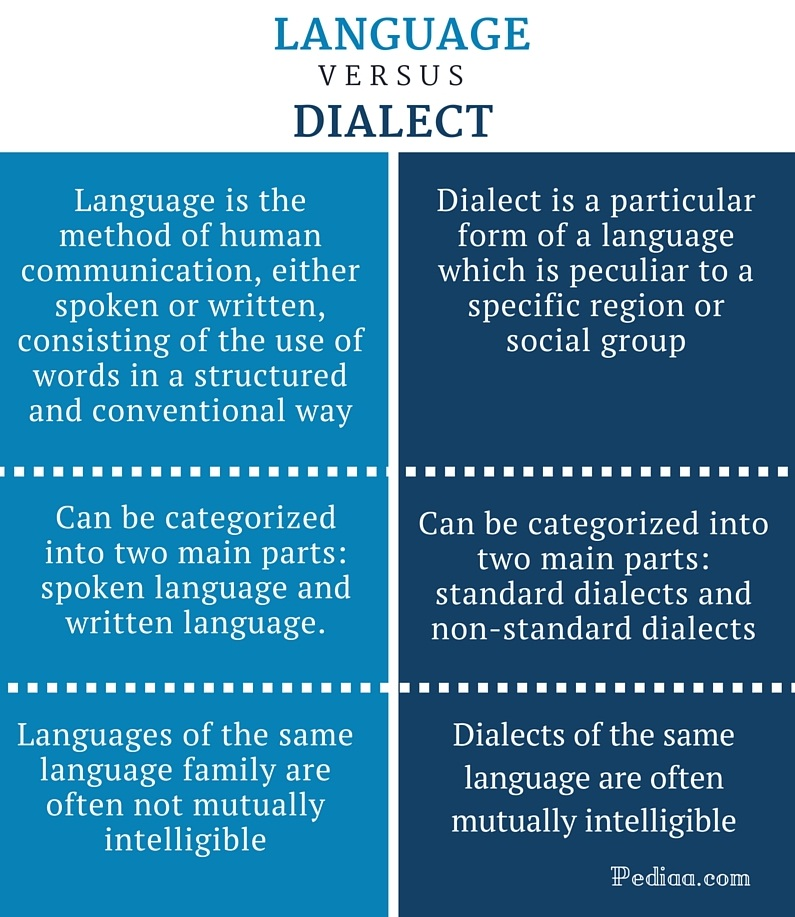 LANGUAGE
VERSUS
DIALECT
Language is the
method of human
communication, either
spoken or written,
consisting of the use of
words in a structured
and conventional way
Dialect is a particular
form of a language
which is peculiar to a
specific region or
social group
Can be categorized
into two main parts:
spoken language and
written language.
Can be categorized into
two main parts:
standard dialects and
non-standard dialects
Languages of the same
language family are
often not mutually
intelligible
Dialects of the same
language are often
mutually intelligible
Pediaa.com